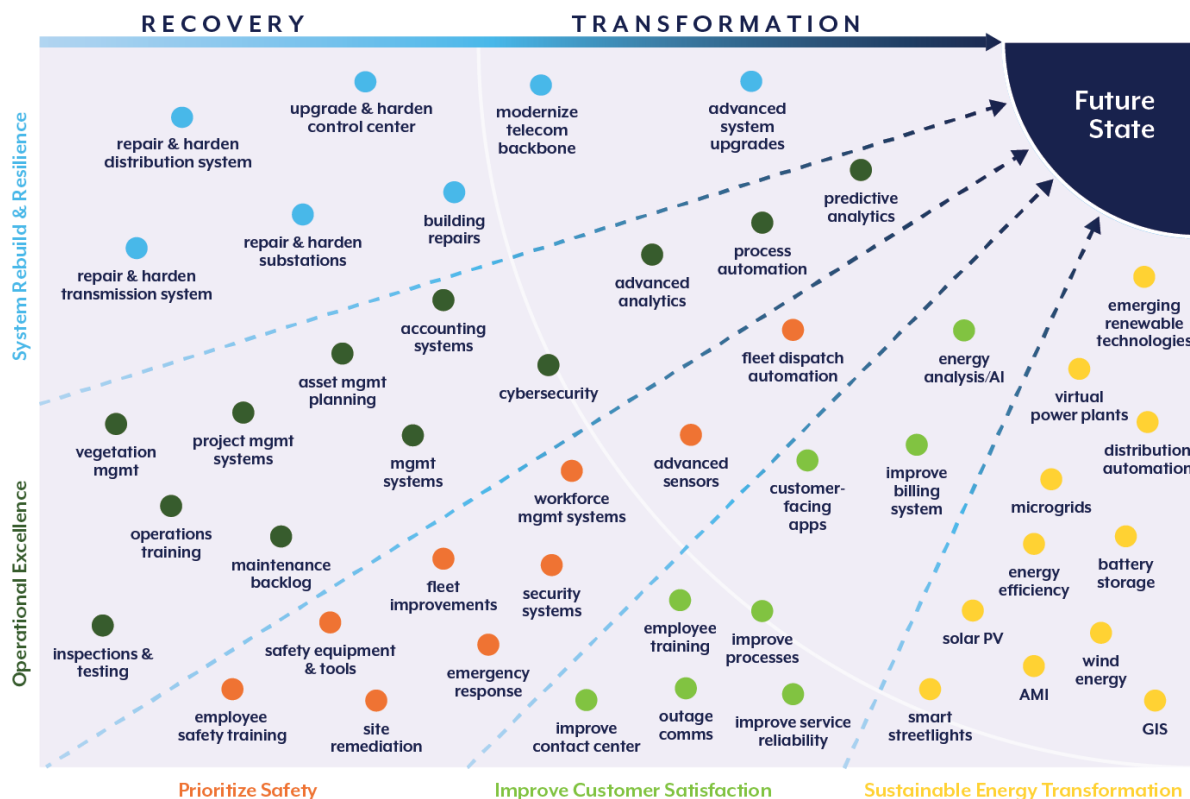 RECOVERY
TRANSFORMATION
Future
State
System Rebuild & Resilience
upgrade & harden
control center
modernize
telecom
backbone
advanced
system
upgrades
repair & harden
distribution system
building
repairs
repair & harden
substations
repair & harden
transmission system
predictive
analytics
process
automation
advanced
analytics
accounting
systems
asset mgmt
planning
cybersecurity
vegetation
mgmt
project mgmt
systems
mgmt
systems
operations
training
maintenance
backlog
inspections &
testing
Operational Excellence
fleet dispatch
automation
advanced
sensors
workforce
mgmt systems
fleet
improvements
security
systems
safety equipment
& tools
emergency
response
employee
safety training
site
remediation
Prioritize Safety
energy
analysis/AI
customer-
facing
apps
improve
billing
system
employee
training
improve
processes
improve
contact center
outage
comms
improve service
reliability
Improve Customer Satisfaction
emerging
renewable
technologies
virtual
power plants
distribution
automation
microgrids
energy
efficiency
battery
storage
solar PV
wind
energy
AMI
smart
streetlights
GIS
Sustainable Energy Transformation